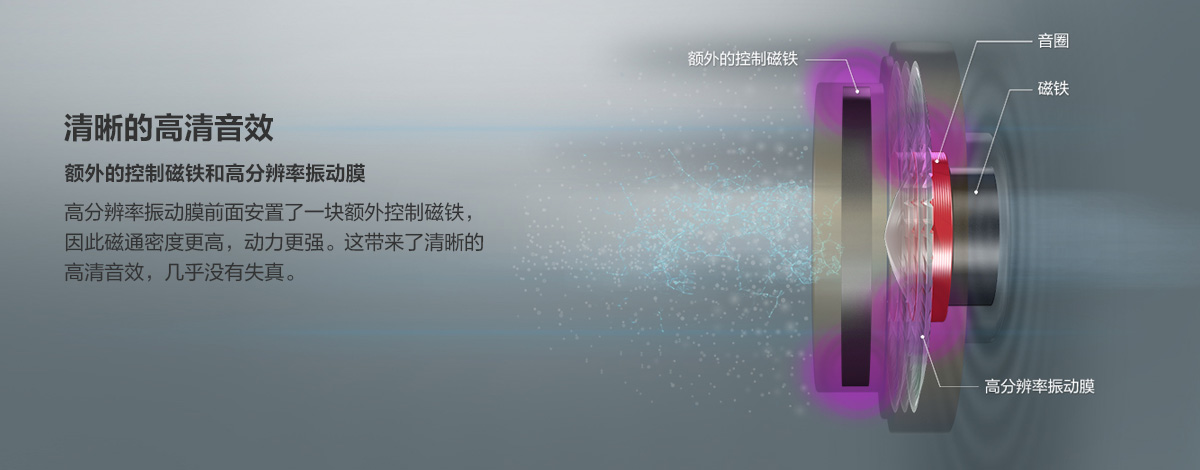 清晰的高清音效
额外的控制磁铁和高分辨率振动膜
高分辨率振动膜前面安置了一块额外控制磁铁，
因此磁通密度更高，动力更强。这带来了清晰的
高清音效，几乎没有失真。
额外的控制磁铁
音圈
磁铁
高分辨率振动膜